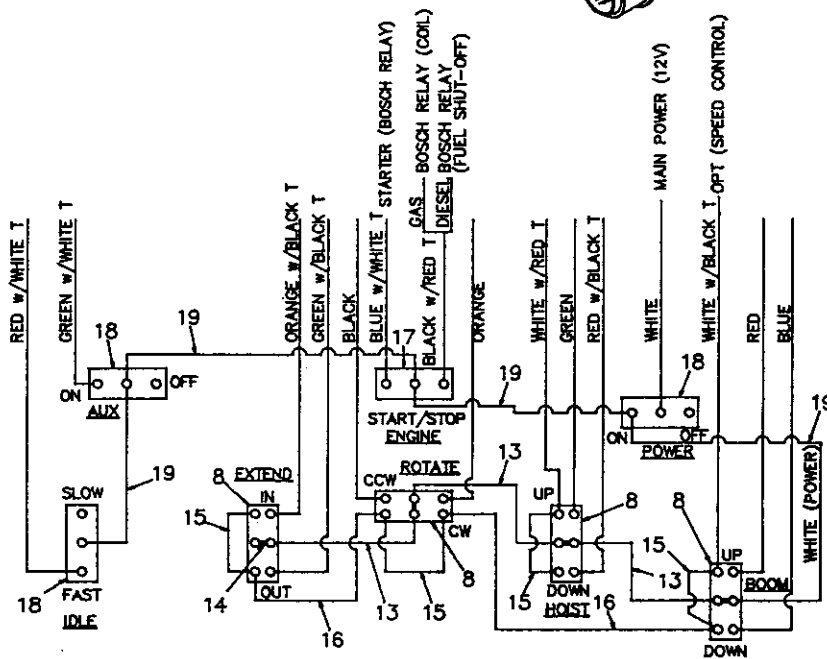 RED w/WHITE T
GREEN w/WHITE T
ORANGE w/BLACK T
GREEN w/BLACK T
BLACK
BLUE w/WHITE T
STARTER (BOSCH RELAY)
GAS
BOSCH RELAY (COIL)
DIESEL
BOSCH RELAY
(FUEL SHUT-OFF)
BLACK w/RED T
ORANGE
WHITE w/RED T
GREEN
RED w/BLACK T
WHITE
MAIN POWER (12V)
WHITE w/BLACK T
OPT (SPEED CONTROL)
RED
BLUE
18
19
17
ON
OFF
AUX
START/STOP
ENGINE
19
18
ON
OFF
POWER
19
WHITE (POWER)
19
SLOW
FAST
IDLE
18
EXTEND
8
IN
15
14
OUT
16
13
ROTATE
CCW
CW
15
8
13
UP
8
15
DOWN
HOIST
13
16
8
UP
15
BOOM
DOWN